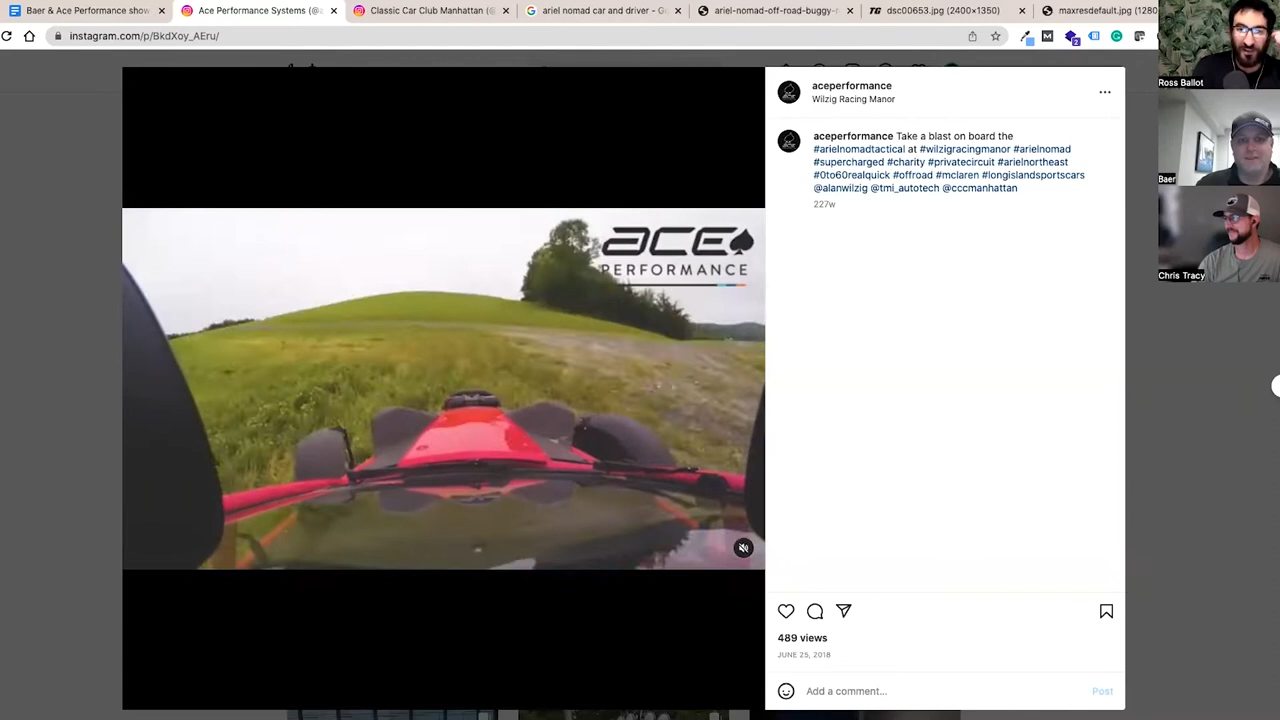 Baer & Ace Performance show
Ace Performance Systems (@a
Classic Car Club Manhattan (@
ariel nomad car and driver - G
ariel-nomad-off-road-buggy-r
TG dsc00653.jpg (2400×1350)
maxresdefault.jpg (1280
instagram.com/p/BkdXoy_AEru/
Ross Ballot
Baer
Chris Tracy
ACE
PERFORMANCE
aceperformance
Wilzig Racing Manor
aceperformance Take a blast on board the
#arielnomadtactical at #wilzigracingmanor #arielnomad
#supercharged #charity #privatecircuit #arielnortheast
#0to60realquick #offroad #mclaren #longislandsportscars
@alanwilzig @tmi_autotech @cccmanhattan
227w
489 views
JUNE 25, 2018
Add a comment...
Post